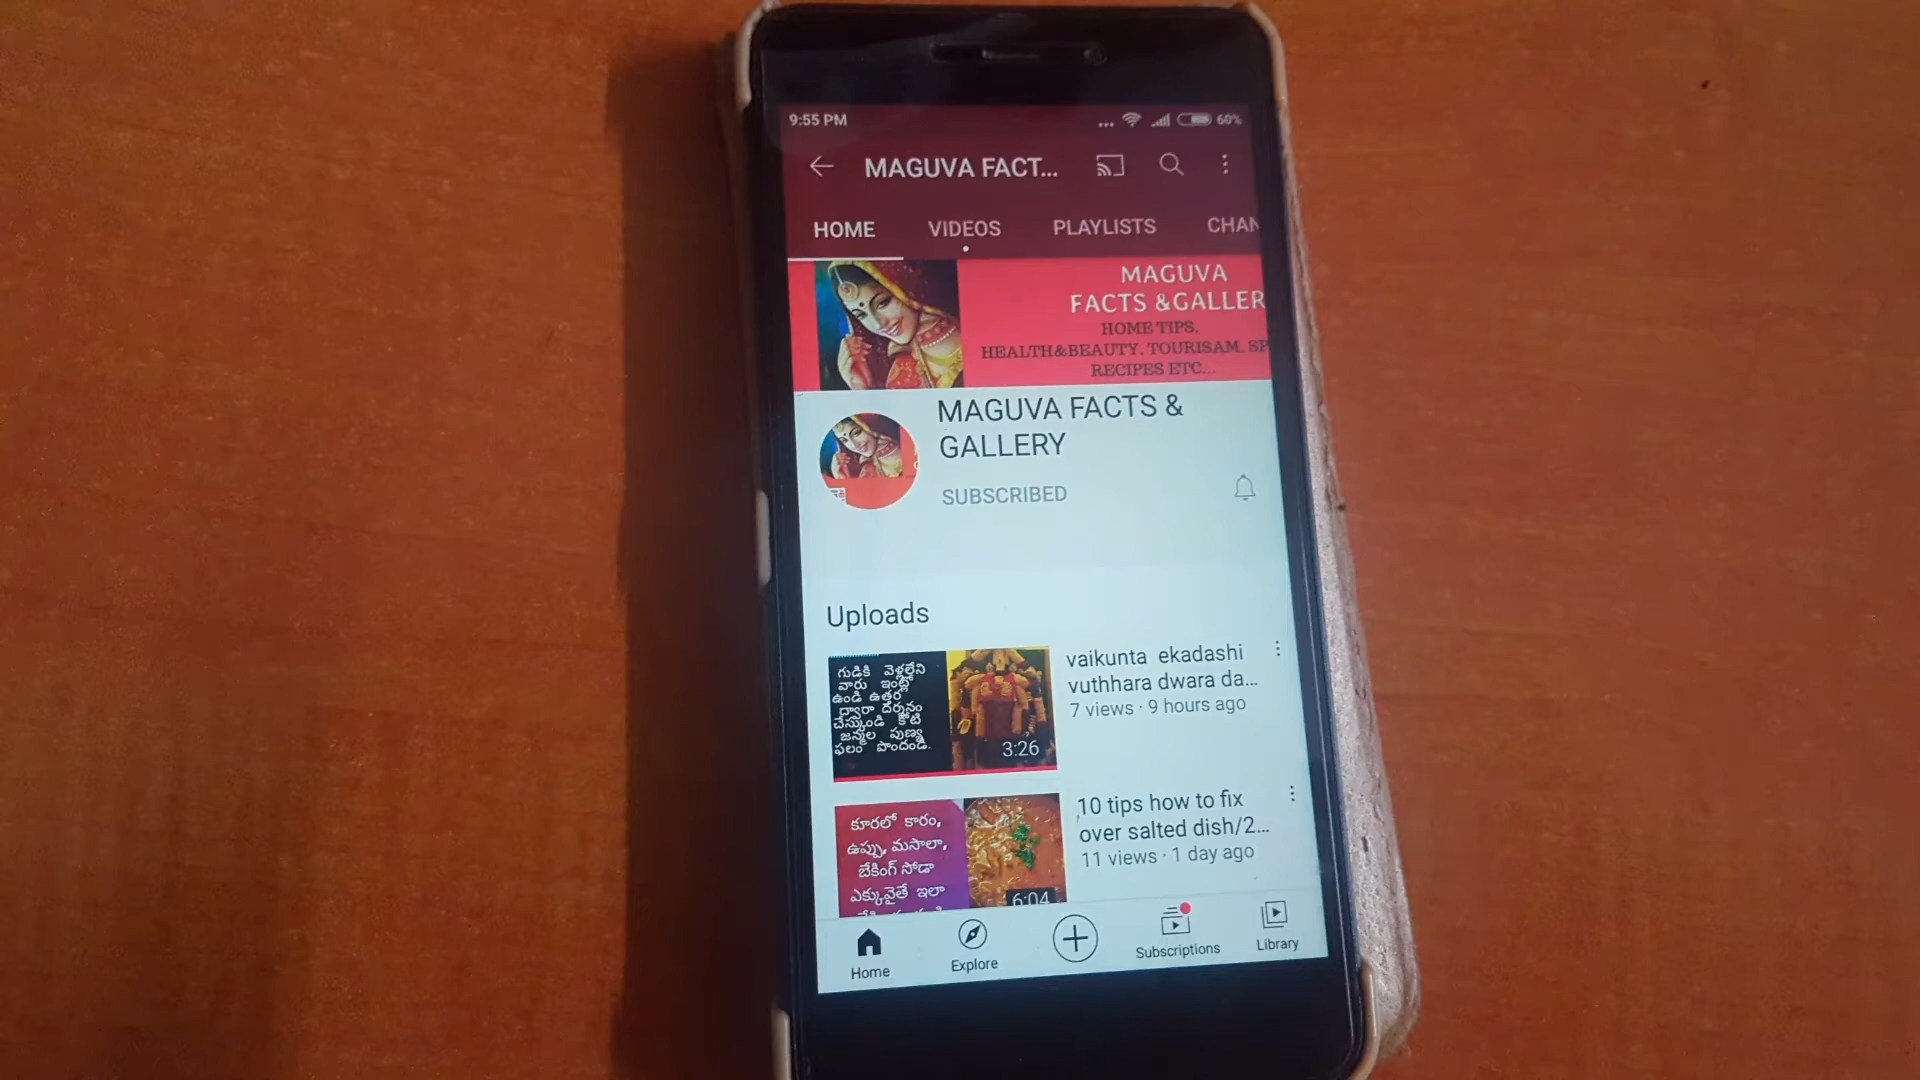 9:55 PM
60%
MAGUVA FACT...
HOME VIDEOS PLAYLISTS CHAN
MAGUVA
FACTS &GALLER
HOME TIPS,
HEALTH&BEAUTY, TOURISAM, SP
RECIPES ETC...
MAGUVA FACTS &
GALLERY
SUBSCRIBED
Uploads
గుడికి వెళ్లలేని
వారు ఇంట్లో
ఉండి ఉత్తర
ద్వారా దర్శనం
చేస్కుండి కోటి
జన్మల పుణ్య
ఫలం పొందండి.
3:26
vaikunta ekadashi
vuthhara dwara da...
7 views · 9 hours ago
కూరలో కారం,
ఉప్పు, మసాలా,
బేకింగ్ సోడా
ఎక్కువైతే ఇలా
6:04
10 tips how to fix
over salted dish/2...
11 views · 1 day ago
Home Explore Subscriptions Library